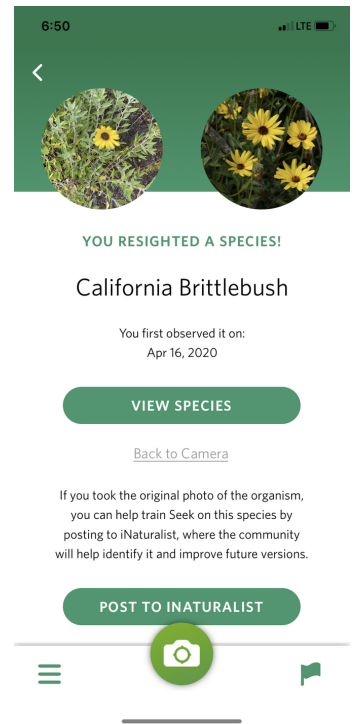 6:50
LTE
YOU RESIGHTED A SPECIES!
California Brittlebush
You first observed it on:
Apr 16, 2020
VIEW SPECIES
Back to Camera
If you took the original photo of the organism,
you can help train Seek on this species by
posting to iNaturalist, where the community
will help identify it and improve future versions.
POST TO INATURALIST